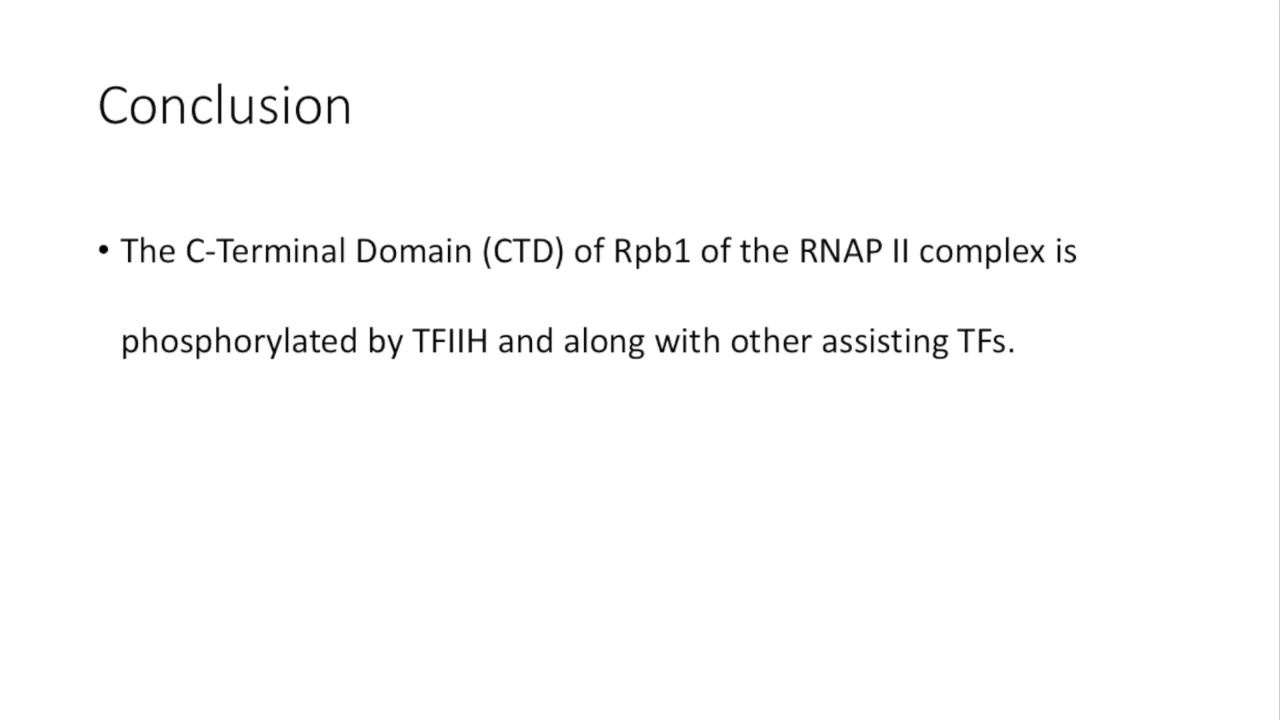 Conclusion
• The C-Terminal Domain (CTD) of Rpb1 of the RNAP II complex is
phosphorylated by TFIIH and along with other assisting TFs.